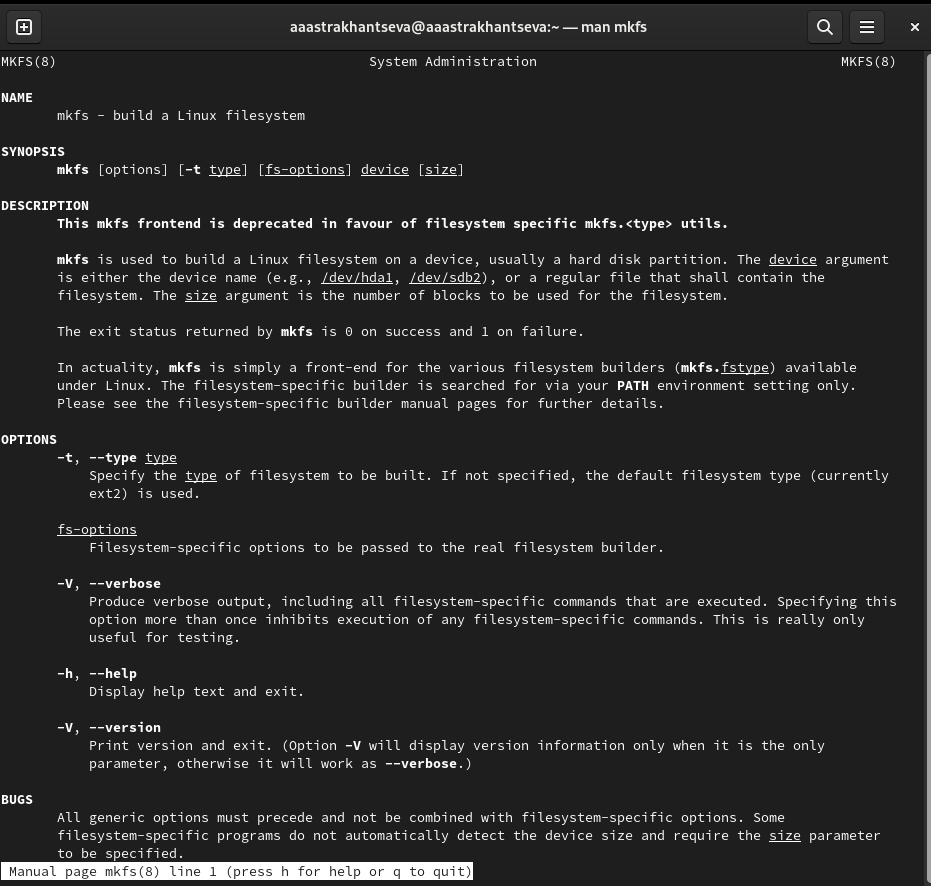 aaastrakhantseva@aaastrakhantseva:~ — man mkfs
MKFS(8) System Administration MKFS(8)
NAME
mkfs - build a Linux filesystem
SYNOPSIS
mkfs [options] [-t type] [fs-options] device [size]
DESCRIPTION
This mkfs frontend is deprecated in favour of filesystem specific mkfs.<type> utils.
mkfs is used to build a Linux filesystem on a device, usually a hard disk partition. The device argument
is either the device name (e.g., /dev/hda1, /dev/sdb2), or a regular file that shall contain the
filesystem. The size argument is the number of blocks to be used for the filesystem.
The exit status returned by mkfs is 0 on success and 1 on failure.
In actuality, mkfs is simply a front-end for the various filesystem builders (mkfs.fstype) available
under Linux. The filesystem-specific builder is searched for via your PATH environment setting only.
Please see the filesystem-specific builder manual pages for further details.
OPTIONS
-t, --type type
Specify the type of filesystem to be built. If not specified, the default filesystem type (currently
ext2) is used.
fs-options
Filesystem-specific options to be passed to the real filesystem builder.
-V, --verbose
Produce verbose output, including all filesystem-specific commands that are executed. Specifying this
option more than once inhibits execution of any filesystem-specific commands. This is really only
useful for testing.
-h, --help
Display help text and exit.
-V, --version
Print version and exit. (Option -V will display version information only when it is the only
parameter, otherwise it will work as --verbose.)
BUGS
All generic options must precede and not be combined with filesystem-specific options. Some
filesystem-specific programs do not automatically detect the device size and require the size parameter
to be specified.
Manual page mkfs(8) line 1 (press h for help or q to quit)